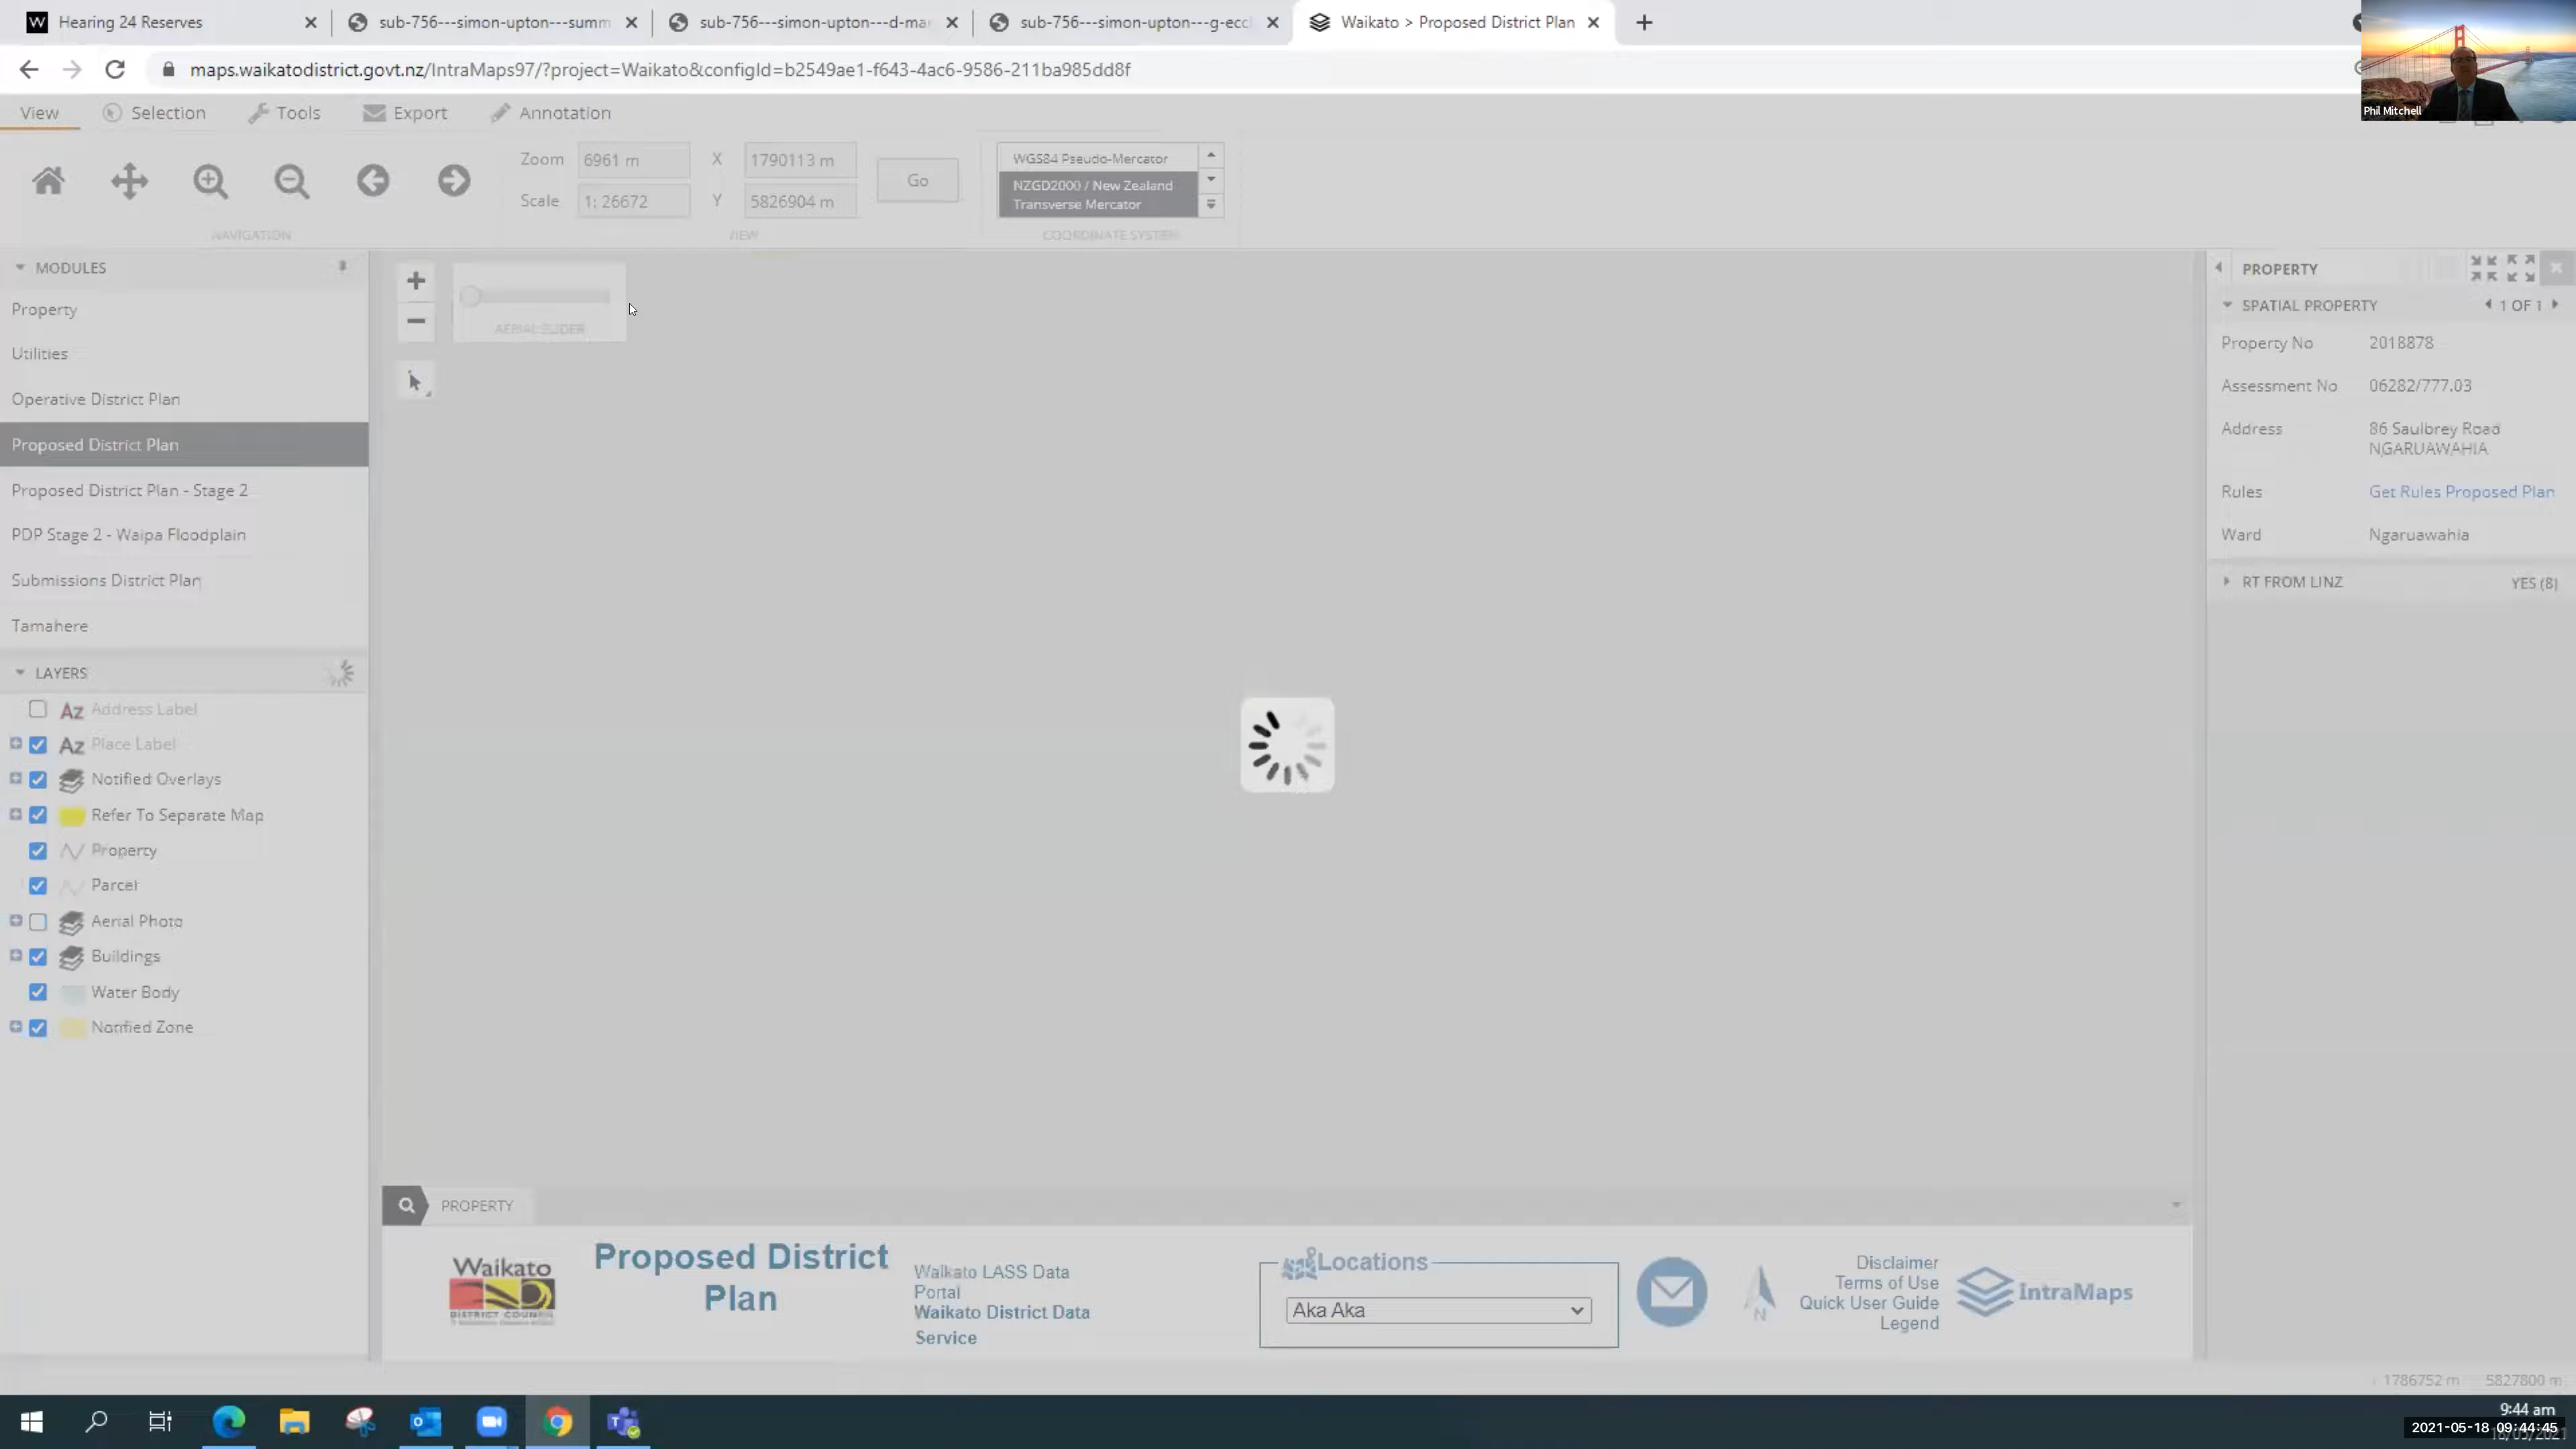 Hearing 24 Reserves
sub-756---simon-upton---summ
sub-756---simon-upton---d-ma
sub-756---simon-upton---g-eccl
Waikato > Proposed District Plan
maps.waikatodistrict.govt.nz/IntraMaps97/?project=Waikato&configId=b2549ae1-f643-4ac6-9586-211ba985dd8f
Phil Mitchell
View
Selection
Tools
Export
Annotation
Zoom
6961 m
X
1790113 m
Go
Scale
1: 26672
Y
5826904 m
WGS84 Pseudo-Mercator
NZGD2000 / New Zealand
Transverse Mercator
NAVIGATION
VIEW
COORDINATE SYSTEM
MODULES
Property
Utilities
Operative District Plan
Proposed District Plan
Proposed District Plan - Stage 2
PDP Stage 2 - Waipa Floodplain
Submissions District Plan
Tamahere
LAYERS
Az Address Label
Az Place Label
Notified Overlays
Refer To Separate Map
Property
Parcel
Aerial Photo
Buildings
Water Body
Notified Zone
AERIAL SLIDER
PROPERTY
SPATIAL PROPERTY
1 OF 1
Property No 2018878
Assessment No 06282/777.03
Address 86 Saulbrey Road
NGARUAWAHIA
Rules Get Rules Proposed Plan
Ward Ngaruawahia
RT FROM LINZ YES (8)
PROPERTY
Waikato
DISTRICT COUNCIL
Proposed District
Plan
Waikato LASS Data
Portal
Waikato District Data
Service
Locations
Aka Aka
N
Disclaimer
Terms of Use
Quick User Guide
Legend
IntraMaps
1786752 m 5827800 m
9:44 am
2021-05-18 09:44:45